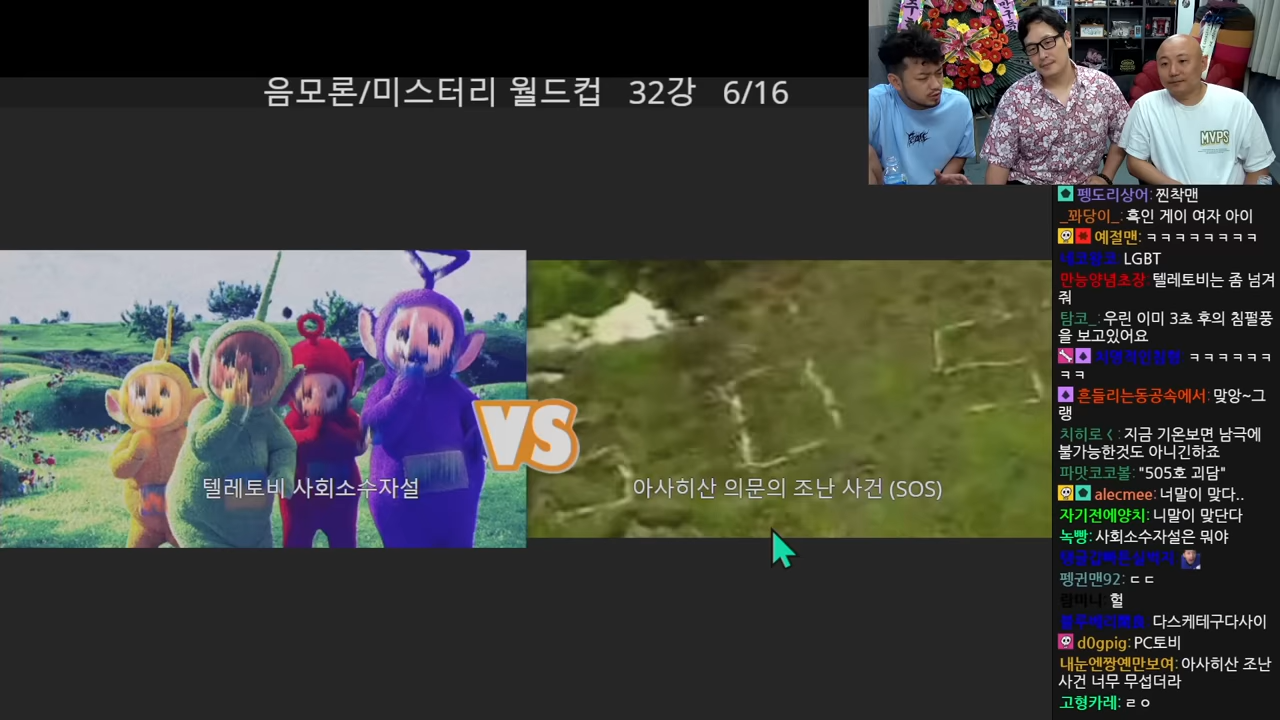 음모론/미스터리 월드컵 32강 6/16
MVPS
텔레토비 사회소수자설
VS
아사히산 의문의 조난 사건 (SOS)
펭도리상어: 찐착맨
_꽈당이_: 흑인 게이 여자 아이
예절맨: ㅋㅋㅋㅋㅋㅋㅋㅋ
LGBT
만능양념초장: 텔레토비는 좀 넘겨
줘
탐코_: 우린 이미 3초 후의 침펄풍
을 보고있어요
ㅋㅋㅋㅋㅋㅋ
ㅋㅋ
흔들리는동공속에서: 맞앙~그
랭
치히로く: 지금 기온보면 남극에
불가능한것도 아니긴하죠
파맛코코볼: "505호 괴담"
alecmee: 너말이 맞다..
자기전에양치: 니말이 맞단다
녹빵: 사회소수자설은 뭐야
펭귄맨92: ㄷㄷ
헐
다스케테구다사이
d0gpig: PC토비
내눈엔짱옌만보여: 아사히산 조난
사건 너무 무섭더라
고형카레: ㄹㅇ